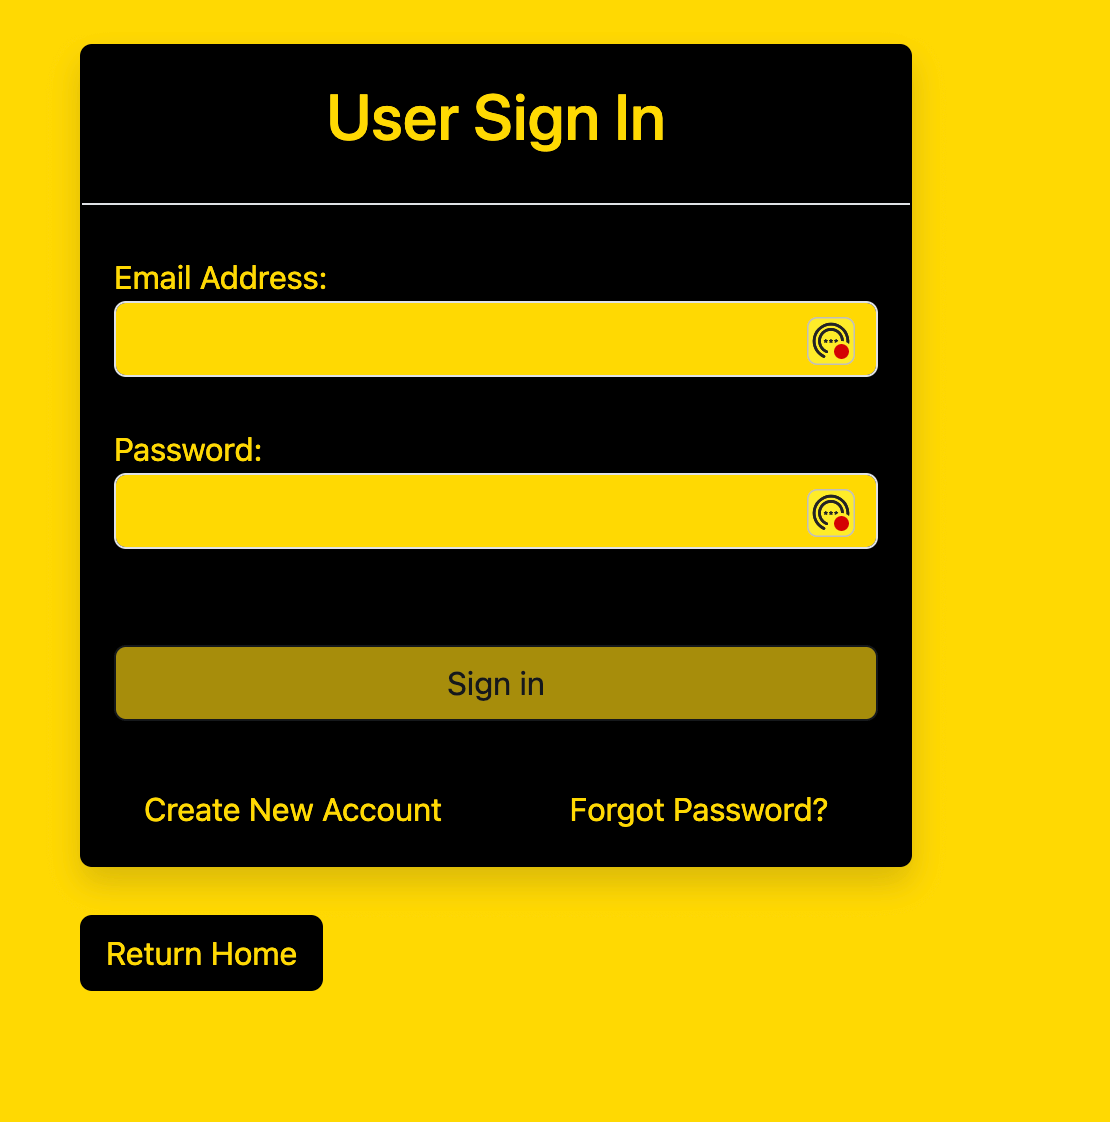 User Sign In
Email Address:
Password:
Sign in
Create New Account
Forgot Password?
Return Home